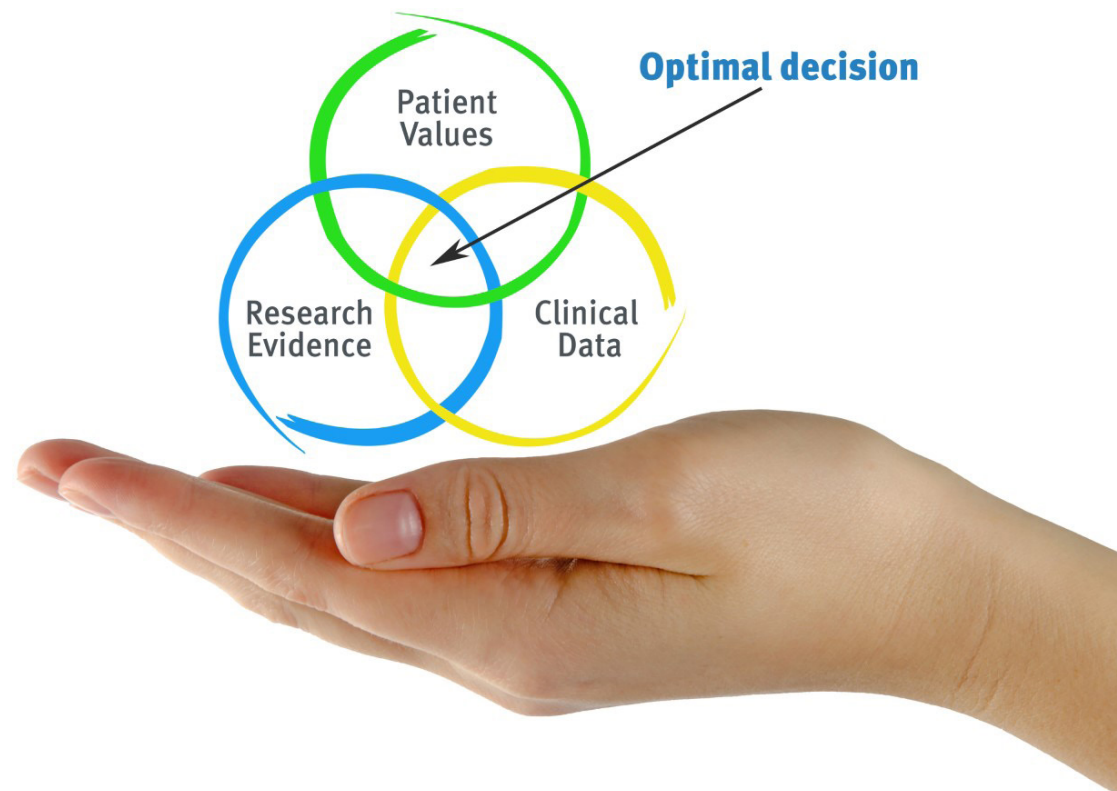 Optimal decision
Patient
Values
Research
Evidence
Clinical
Data